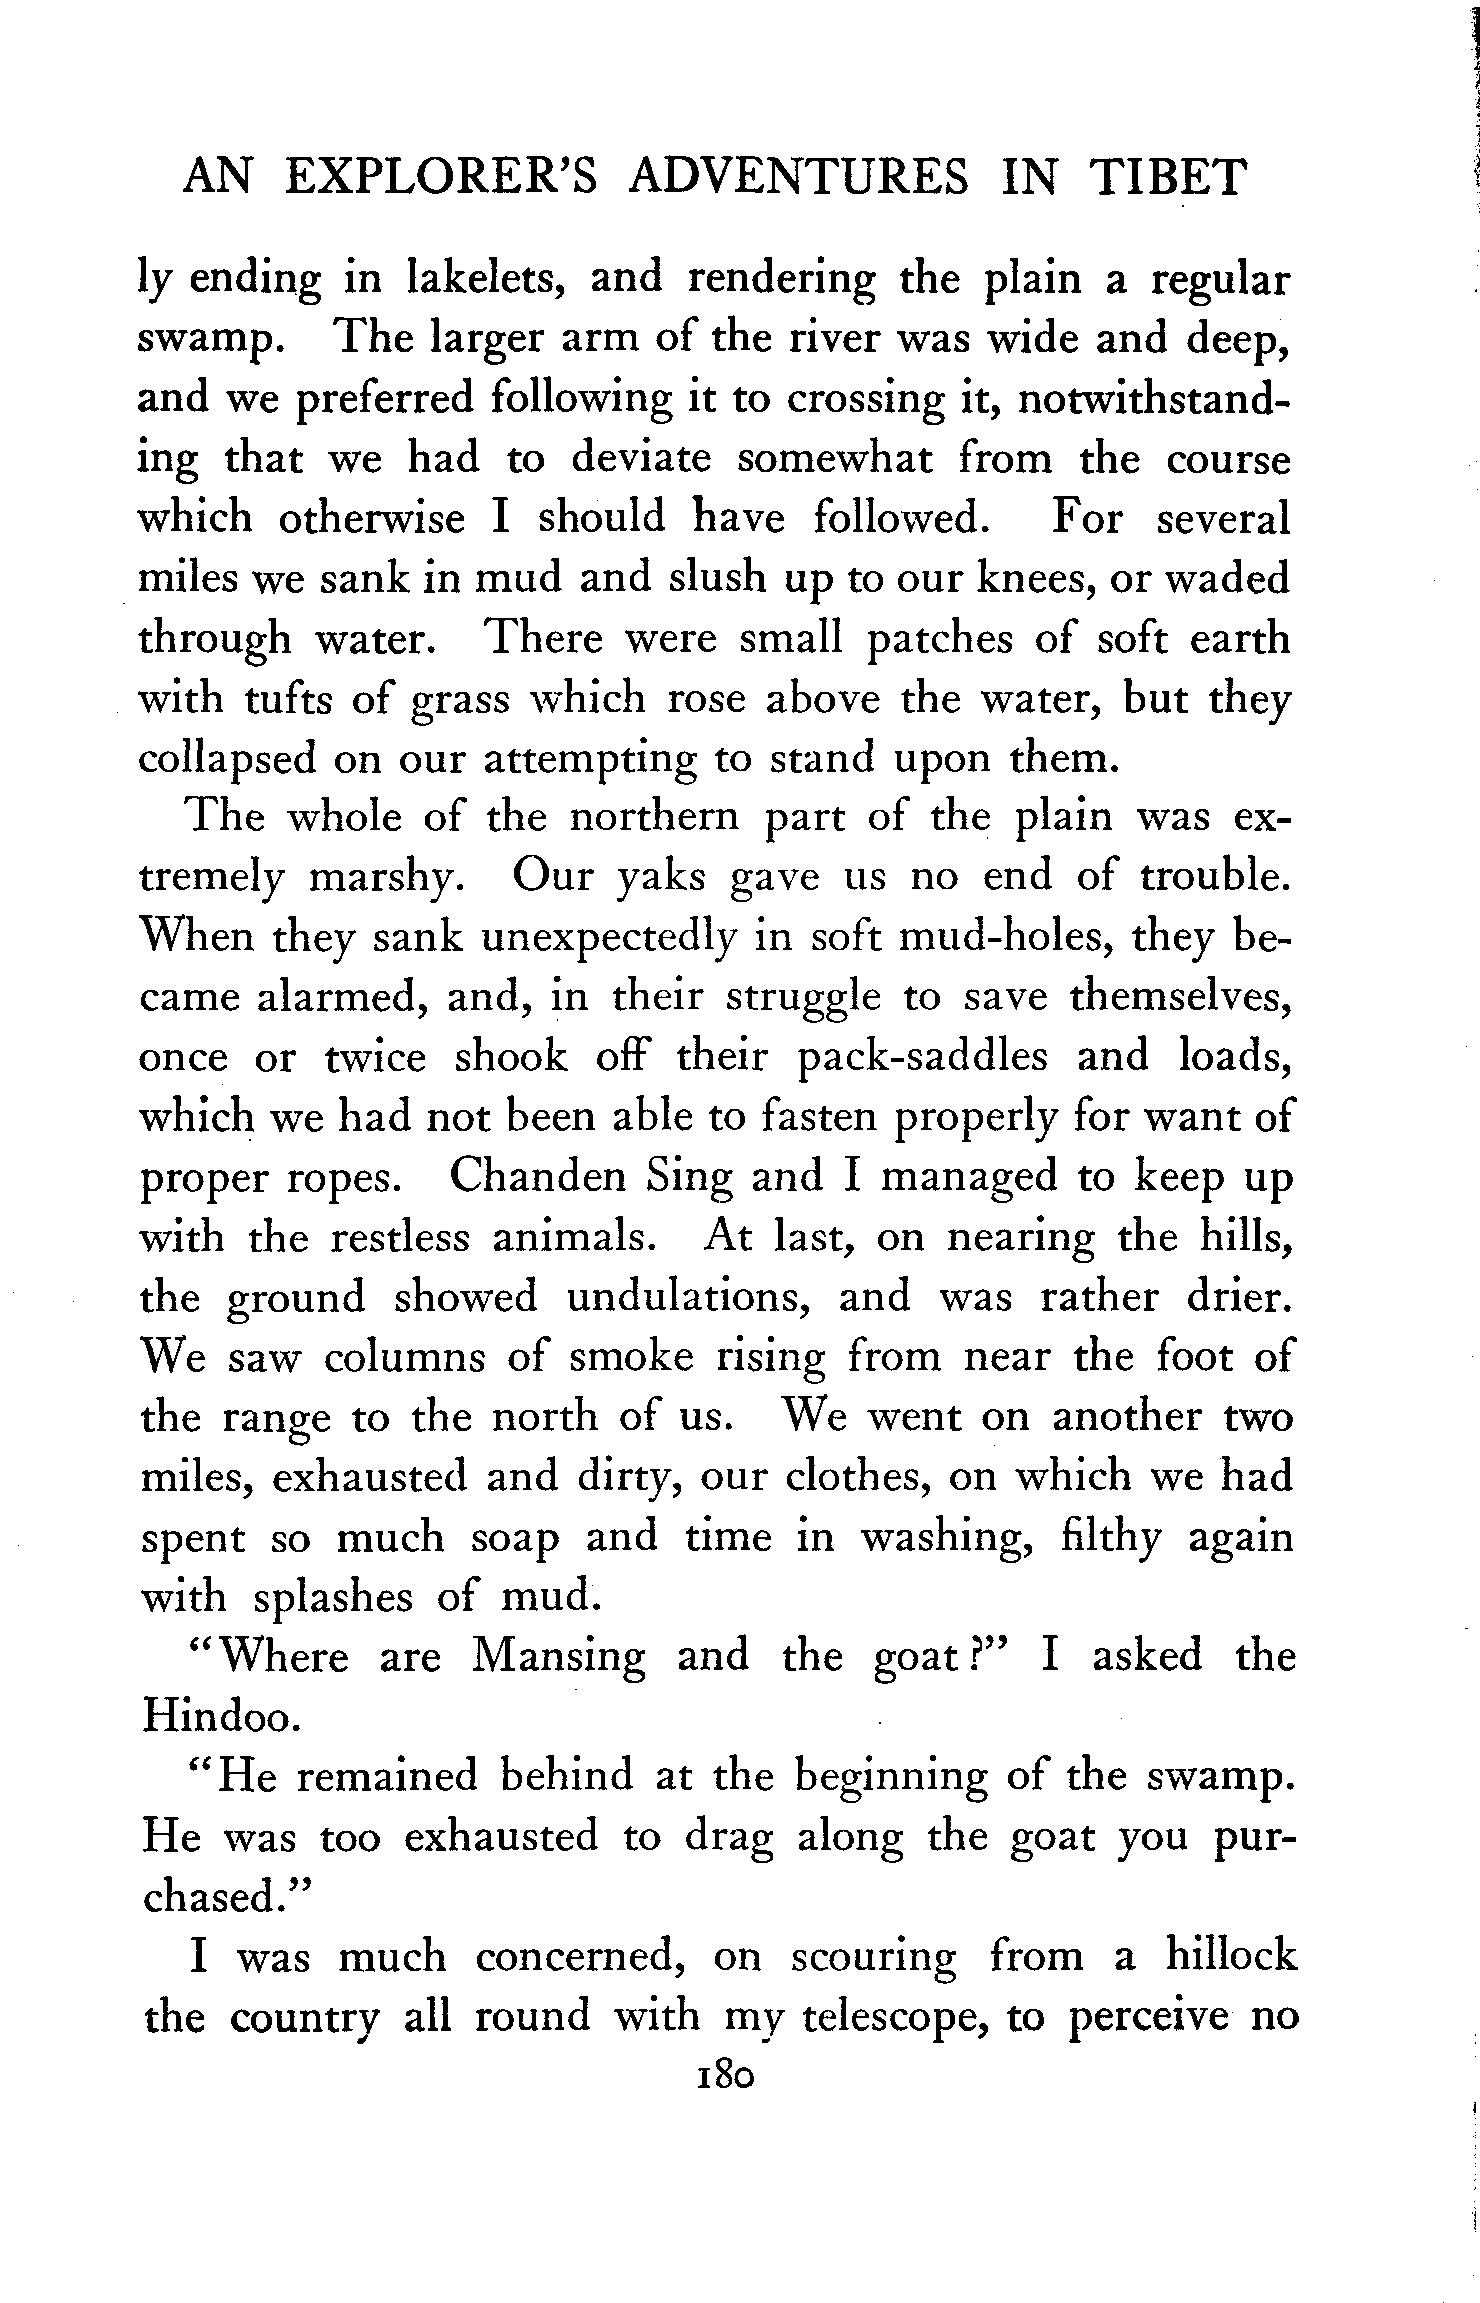 AN EXPLORER'S ADVENTURES IN TIBET
ly ending in lakelets, and rendering the plain a regular
swamp. The larger arm of the river was wide and deep,
and we preferred following it to crossing it, notwithstand-
ing that we had to deviate somewhat from the course
which otherwise I should have followed. For several
miles we sank in mud and slush up to our knees, or waded
through water. There were small patches of soft earth
with tufts of grass which rose above the water, but they
collapsed on our attempting to stand upon them.
The whole of the northern part of the plain was ex-
tremely marshy. Our yaks gave us no end of trouble.
When they sank unexpectedly in soft mud-holes, they be-
came alarmed, and, in their struggle to save themselves,
once or twice shook off their pack-saddles and loads,
which we had not been able to fasten properly for want of
proper ropes. Chanden Sing and I managed to keep up
with the restless animals. At last, on nearing the hills,
the ground showed undulations, and was rather drier.
We saw columns of smoke rising from near the foot of
the range to the north of us. We went on another two
miles, exhausted and dirty, our clothes, on which we had
spent so much soap and time in washing, filthy again
with splashes of mud.
"Where are Mansing and the goat?" I asked the
Hindoo.
"He remained behind at the beginning of the swamp.
He was too exhausted to drag along the goat you pur-
chased."
I was much concerned, on scouring from a hillock
the country all round with my telescope, to perceive no
180